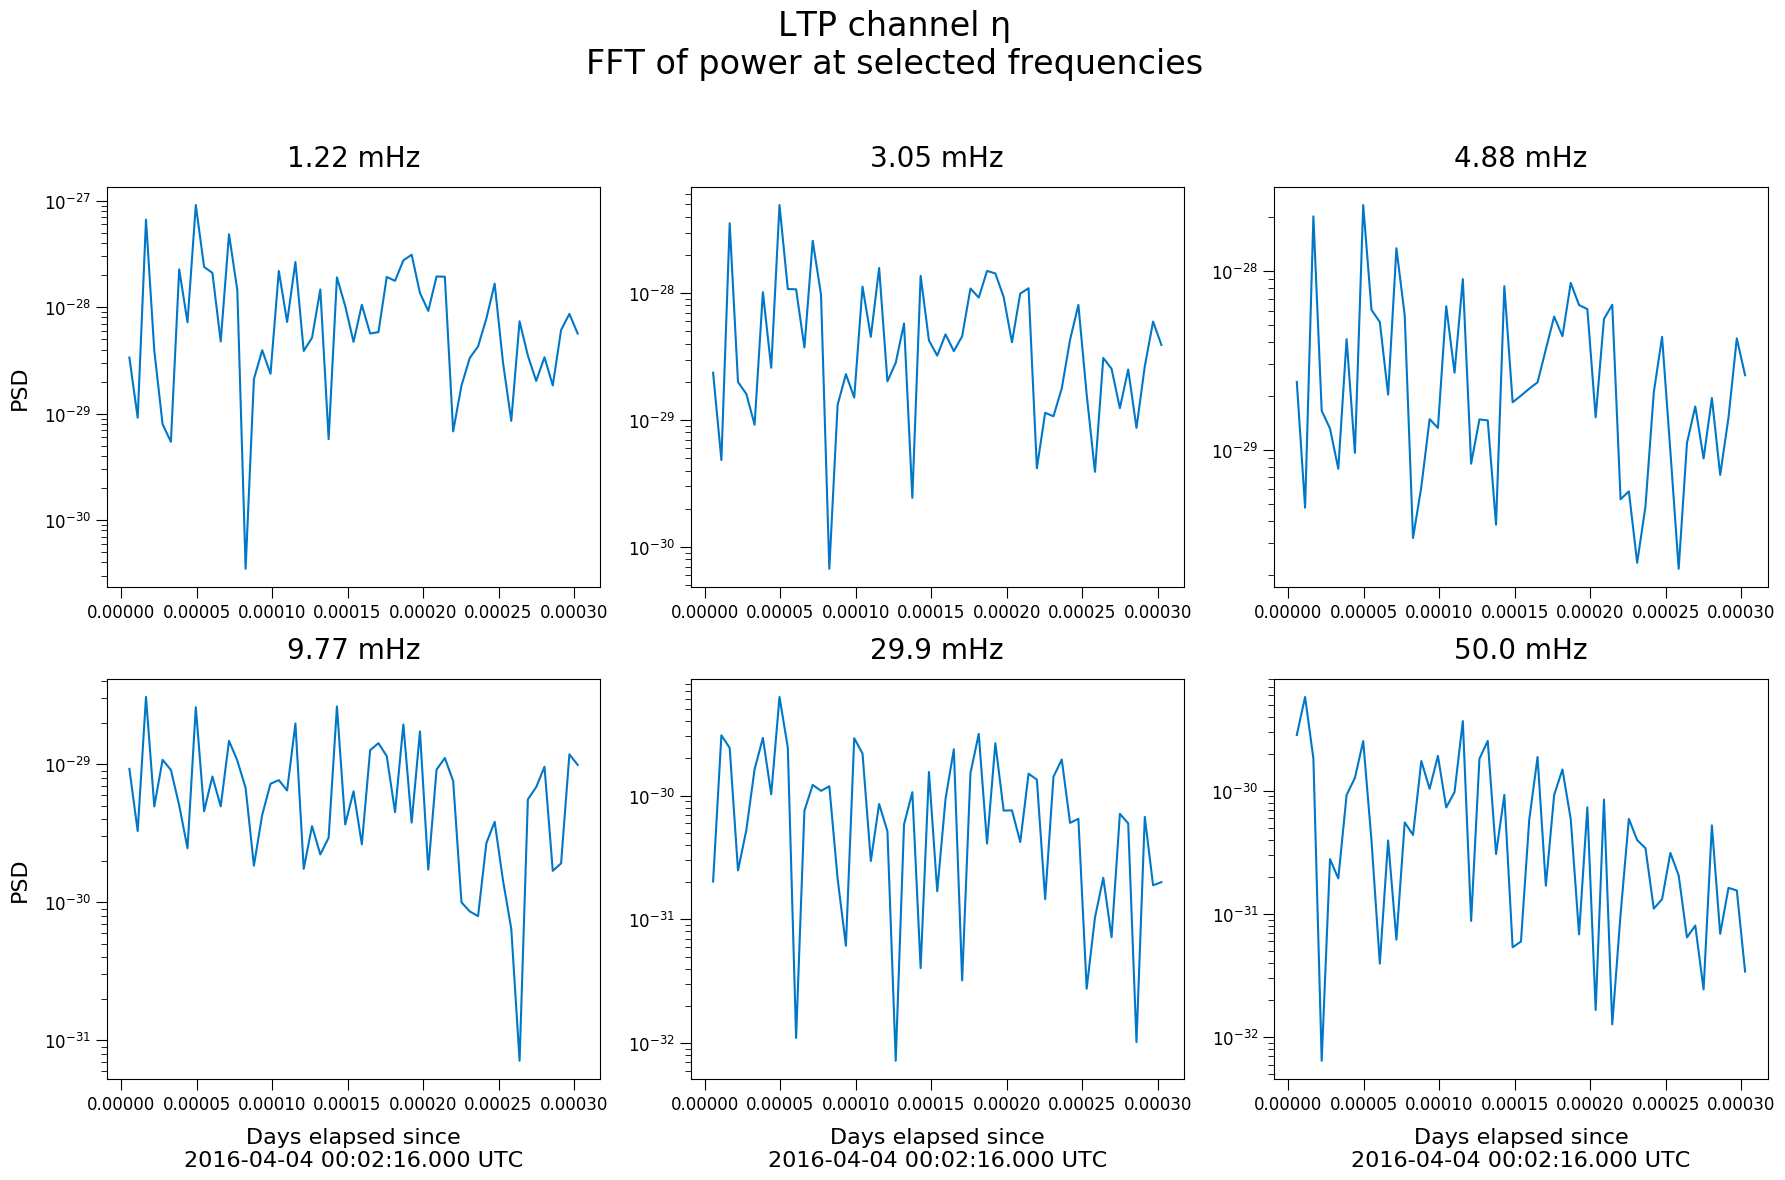 LTP channel η
FFT of power at selected frequencies
1.22 mHz
PSD
10⁻²⁷
10⁻²⁸
10⁻²⁹
10⁻³⁰
0.00000 0.00005 0.00010 0.00015 0.00020 0.00025 0.00030
3.05 mHz
10⁻²⁸
10⁻²⁹
10⁻³⁰
0.00000 0.00005 0.00010 0.00015 0.00020 0.00025 0.00030
4.88 mHz
10⁻²⁸
10⁻²⁹
0.00000 0.00005 0.00010 0.00015 0.00020 0.00025 0.00030
9.77 mHz
PSD
10⁻²⁹
10⁻³⁰
10⁻³¹
0.00000 0.00005 0.00010 0.00015 0.00020 0.00025 0.00030
Days elapsed since
2016-04-04 00:02:16.000 UTC
29.9 mHz
10⁻³⁰
10⁻³¹
10⁻³²
0.00000 0.00005 0.00010 0.00015 0.00020 0.00025 0.00030
Days elapsed since
2016-04-04 00:02:16.000 UTC
50.0 mHz
10⁻³⁰
10⁻³¹
10⁻³²
0.00000 0.00005 0.00010 0.00015 0.00020 0.00025 0.00030
Days elapsed since
2016-04-04 00:02:16.000 UTC